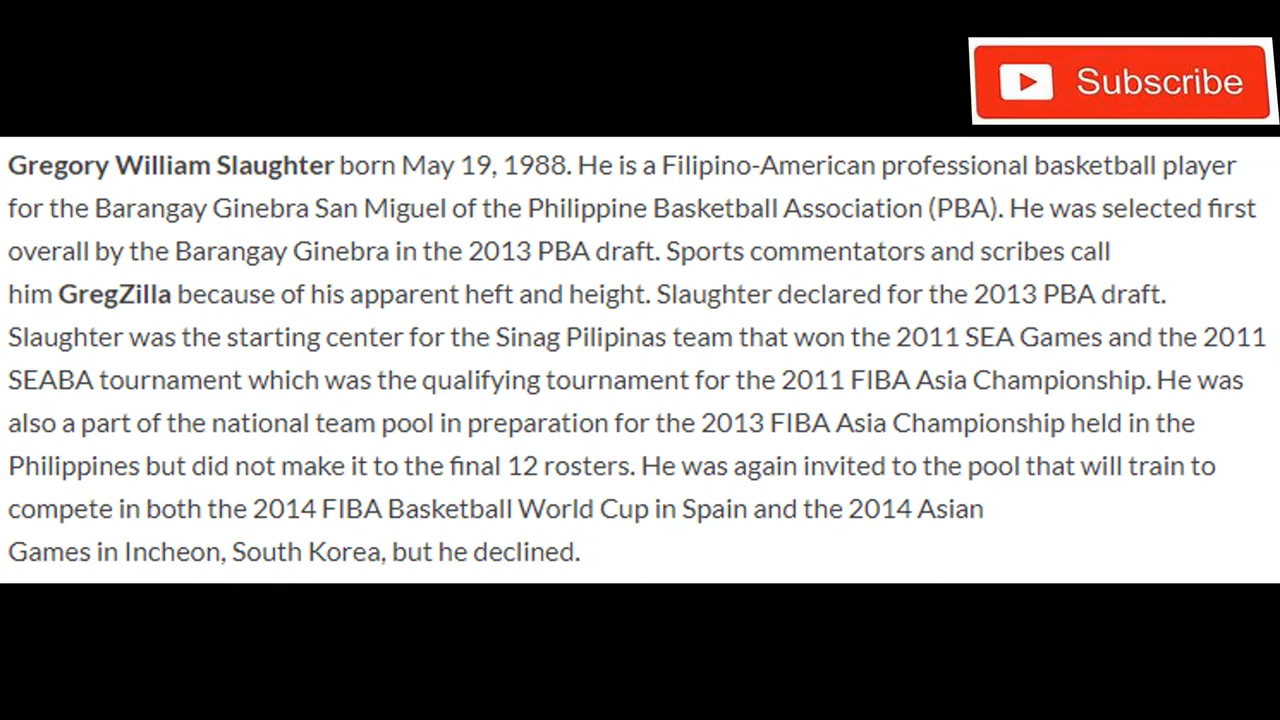 Subscribe
Gregory William Slaughter born May 19, 1988. He is a Filipino-American professional basketball player
for the Barangay Ginebra San Miguel of the Philippine Basketball Association (PBA). He was selected first
overall by the Barangay Ginebra in the 2013 PBA draft. Sports commentators and scribes call
him GregZilla because of his apparent heft and height. Slaughter declared for the 2013 PBA draft.
Slaughter was the starting center for the Sinag Pilipinas team that won the 2011 SEA Games and the 2011
SEABA tournament which was the qualifying tournament for the 2011 FIBA Asia Championship. He was
also a part of the national team pool in preparation for the 2013 FIBA Asia Championship held in the
Philippines but did not make it to the final 12 rosters. He was again invited to the pool that will train to
compete in both the 2014 FIBA Basketball World Cup in Spain and the 2014 Asian
Games in Incheon, South Korea, but he declined.